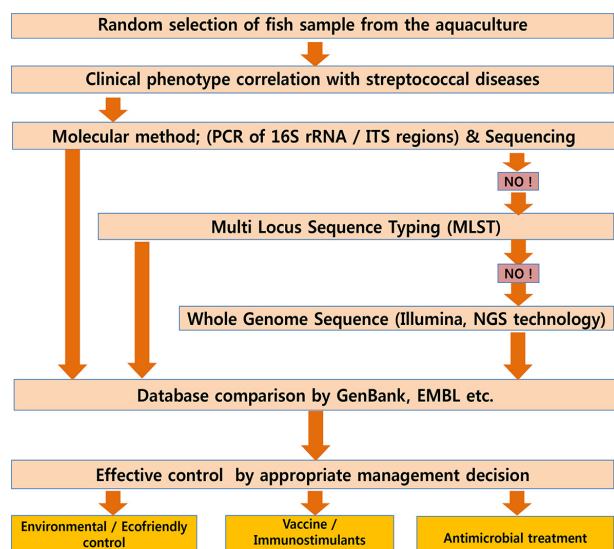 Random selection of fish sample from the aquaculture
Clinical phenotype correlation with streptococcal diseases
Molecular method; (PCR of 16S rRNA / ITS regions) & Sequencing
NO !
Multi Locus Sequence Typing (MLST)
NO !
Whole Genome Sequence (Illumina, NGS technology)
Database comparison by GenBank, EMBL etc.
Effective control by appropriate management decision
Environmental / Ecofriendly
control
Vaccine /
Immunostimulants
Antimicrobial treatment